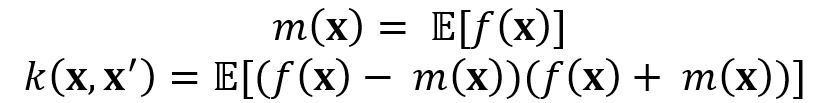 m(𝐱) = 𝔼[f(𝐱)]
k(𝐱, 𝐱′) = 𝔼[(f(𝐱) − m(𝐱))(f(𝐱) + m(𝐱))]